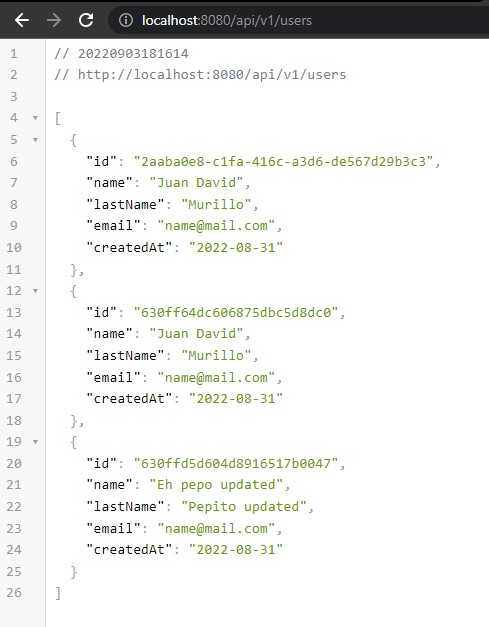 localhost:8080/api/v1/users
1 // 20220903181614
2 // http://localhost:8080/api/v1/users
3
4 [
5 {
6 "id": "2aaba0e8-c1fa-416c-a3d6-de567d29b3c3",
7 "name": "Juan David",
8 "lastName": "Murillo",
9 "email": "name@mail.com",
10 "createdAt": "2022-08-31"
11 },
12 {
13 "id": "630ff64dc606875dbc5d8dc0",
14 "name": "Juan David",
15 "lastName": "Murillo",
16 "email": "name@mail.com",
17 "createdAt": "2022-08-31"
18 },
19 {
20 "id": "630ffd5d604d8916517b0047",
21 "name": "Eh pepo updated",
22 "lastName": "Pepito updated",
23 "email": "name@mail.com",
24 "createdAt": "2022-08-31"
25 }
26 ]